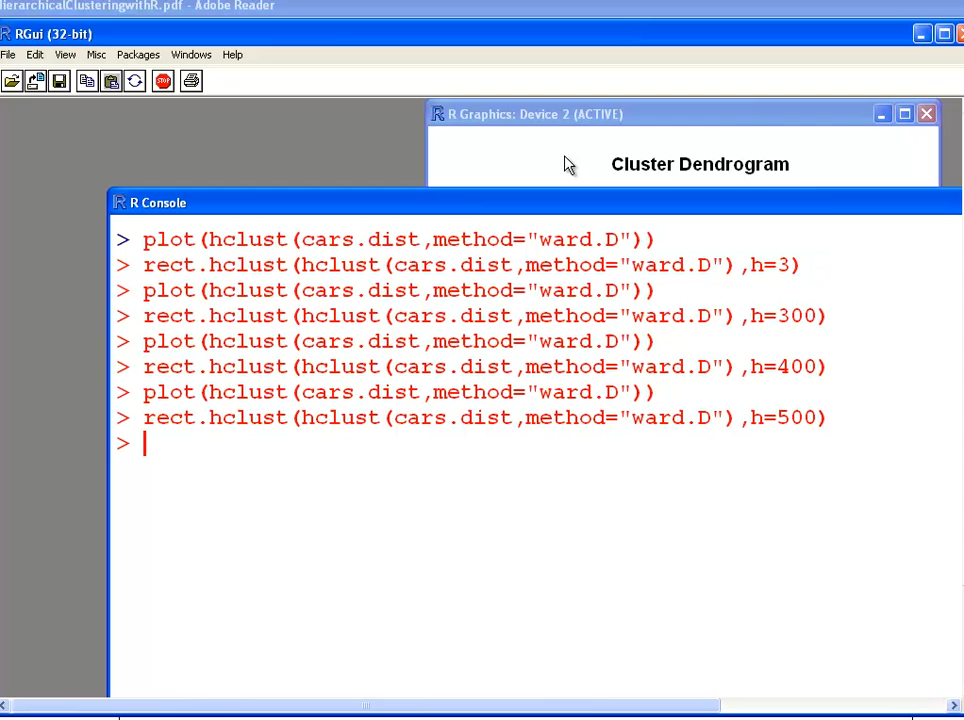 HierarchicalClusteringwithR.pdf - Adobe Reader
RGui (32-bit)
File Edit View Misc Packages Windows Help
STOP
R Graphics: Device 2 (ACTIVE)
Cluster Dendrogram
R Console
> plot(hclust(cars.dist,method="ward.D"))
> rect.hclust(hclust(cars.dist,method="ward.D"),h=3)
> plot(hclust(cars.dist,method="ward.D"))
> rect.hclust(hclust(cars.dist,method="ward.D"),h=300)
> plot(hclust(cars.dist,method="ward.D"))
> rect.hclust(hclust(cars.dist,method="ward.D"),h=400)
> plot(hclust(cars.dist,method="ward.D"))
> rect.hclust(hclust(cars.dist,method="ward.D"),h=500)
>